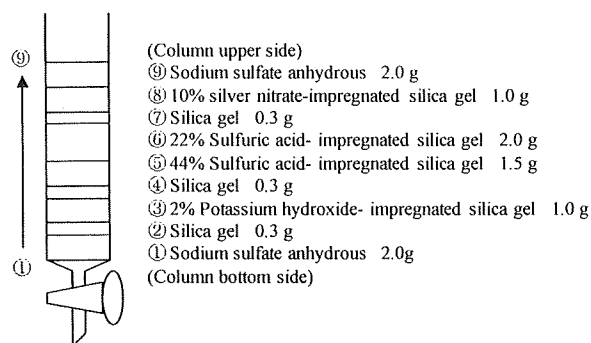 (Column upper side)
⑨ Sodium sulfate anhydrous 2.0 g
⑧ 10% silver nitrate-impregnated silica gel 1.0 g
⑦ Silica gel 0.3 g
⑥ 22% Sulfuric acid- impregnated silica gel 2.0 g
⑤ 44% Sulfuric acid- impregnated silica gel 1.5 g
④ Silica gel 0.3 g
③ 2% Potassium hydroxide- impregnated silica gel 1.0 g
② Silica gel 0.3 g
① Sodium sulfate anhydrous 2.0g
(Column bottom side)
⑨
①